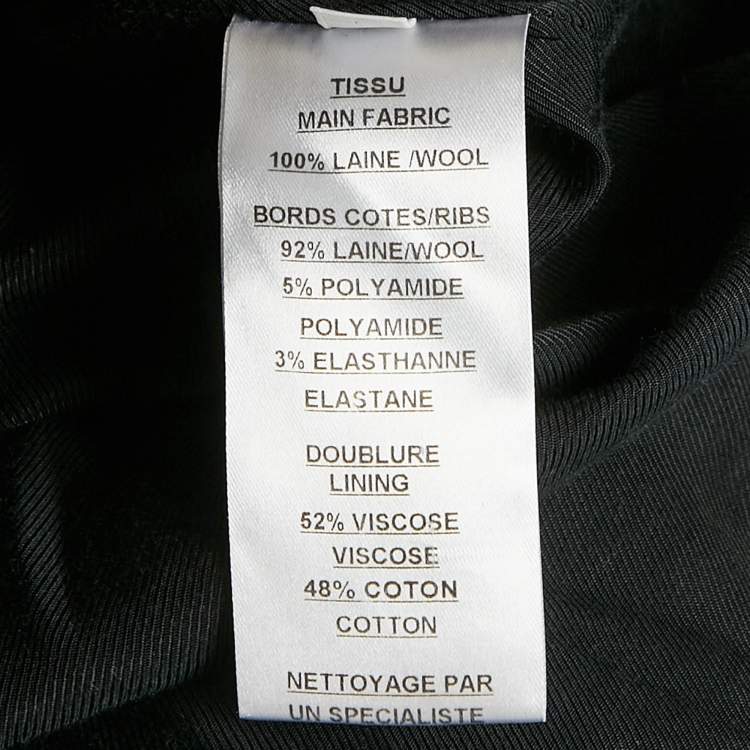 TISSU
MAIN FABRIC
100% LAINE /WOOL
BORDS COTES/RIBS
92% LAINE/WOOL
5% POLYAMIDE
POLYAMIDE
3% ELASTHANNE
ELASTANE
DOUBLURE
LINING
52% VISCOSE
VISCOSE
48% COTON
COTTON
NETTOYAGE PAR
UN SPECIALISTE